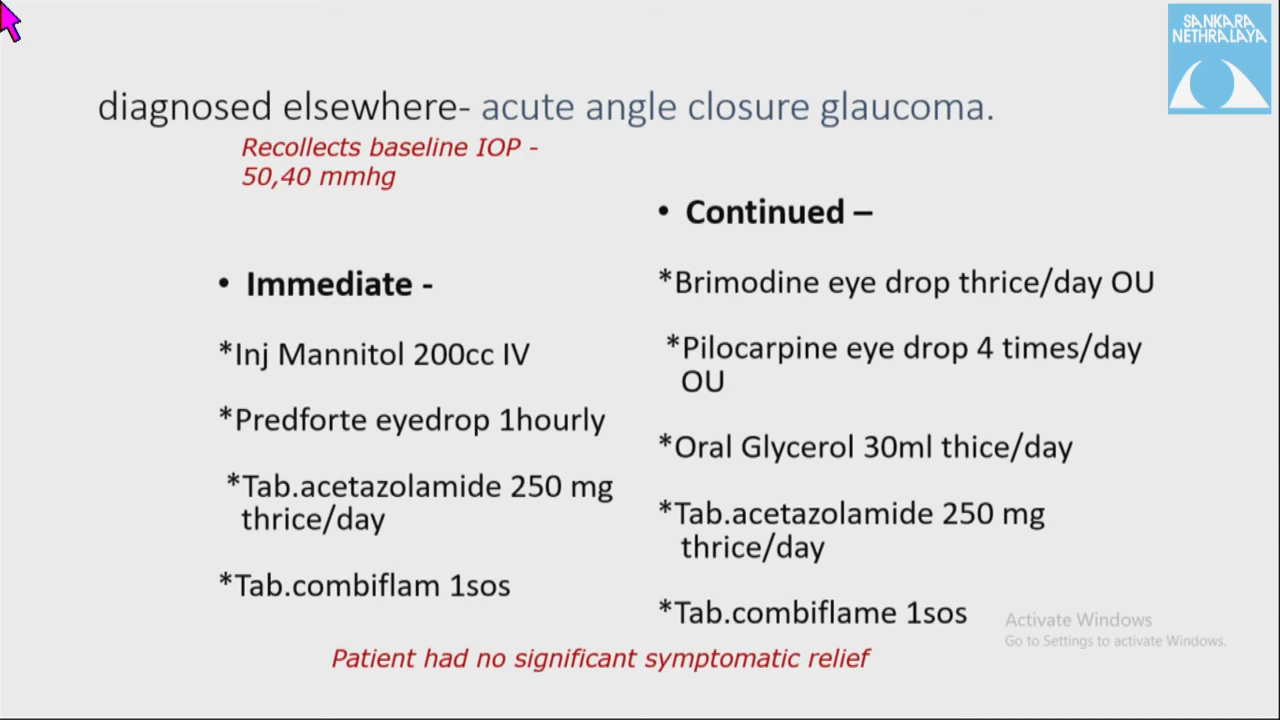 SANKARA
NETHRALAYA
diagnosed elsewhere- acute angle closure glaucoma.
Recollects baseline IOP -
50,40 mmhg
• Immediate -
*Inj Mannitol 200cc IV
*Predforte eyedrop 1hourly
*Tab.acetazolamide 250 mg
thrice/day
*Tab.combiflam 1sos
• Continued –
*Brimodine eye drop thrice/day OU
*Pilocarpine eye drop 4 times/day
OU
*Oral Glycerol 30ml thice/day
*Tab.acetazolamide 250 mg
thrice/day
*Tab.combiflame 1sos
Patient had no significant symptomatic relief
Activate Windows
Go to Settings to activate Windows.